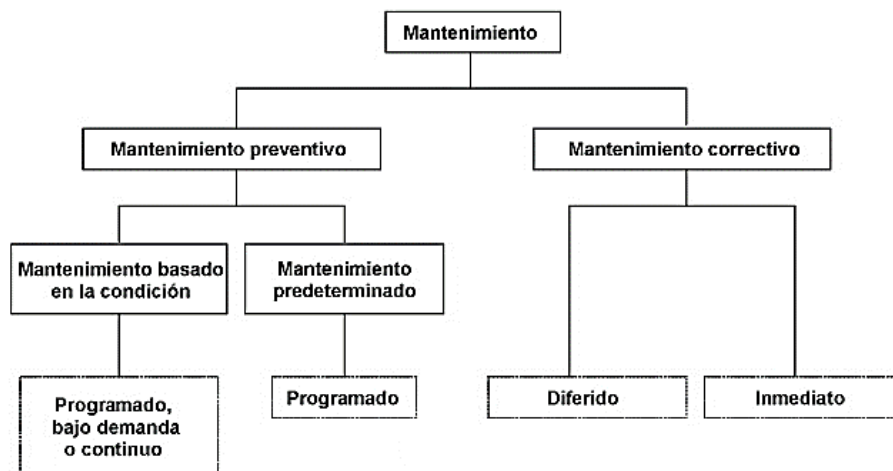 Mantenimiento
Mantenimiento preventivo
Mantenimiento correctivo
Mantenimiento basado
en la condición
Mantenimiento
predeterminado
Programado,
bajo demanda
o continuo
Programado
Diferido
Inmediato